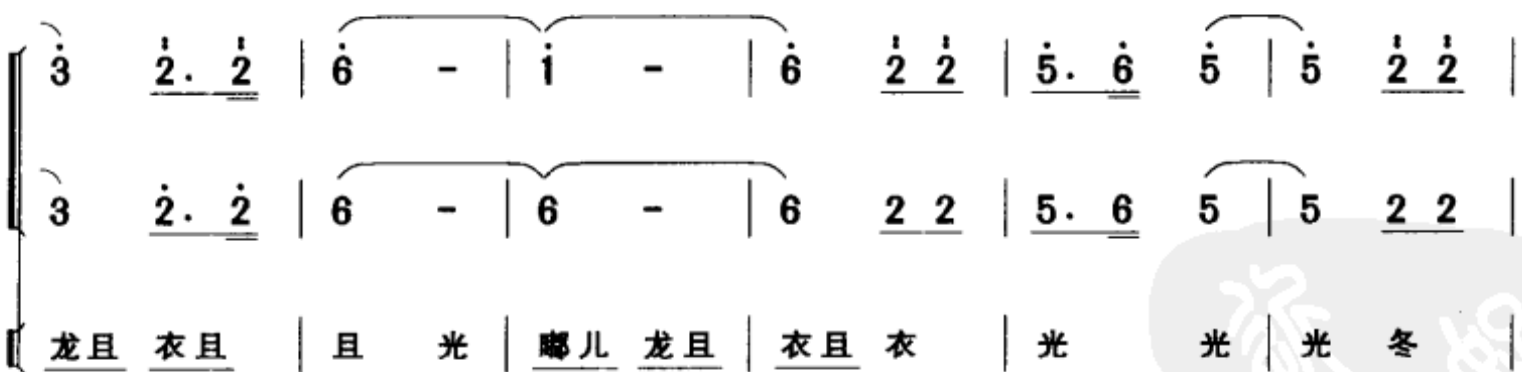 3̇ 2̈. 2̈ | 6̇ - | 1̇ - | 6̇ 2̈ 2̈ | 5̇. 6̇ 5̇ | 5̇ 2̈ 2̈ |
3 2̇. 2̇ | 6 - | 6 - | 6 2 2 | 5. 6 5 | 5 2 2 |
龙且 衣且 | 且 光 | 嘟儿 龙且 | 衣且 衣 | 光 光 | 光 冬 |